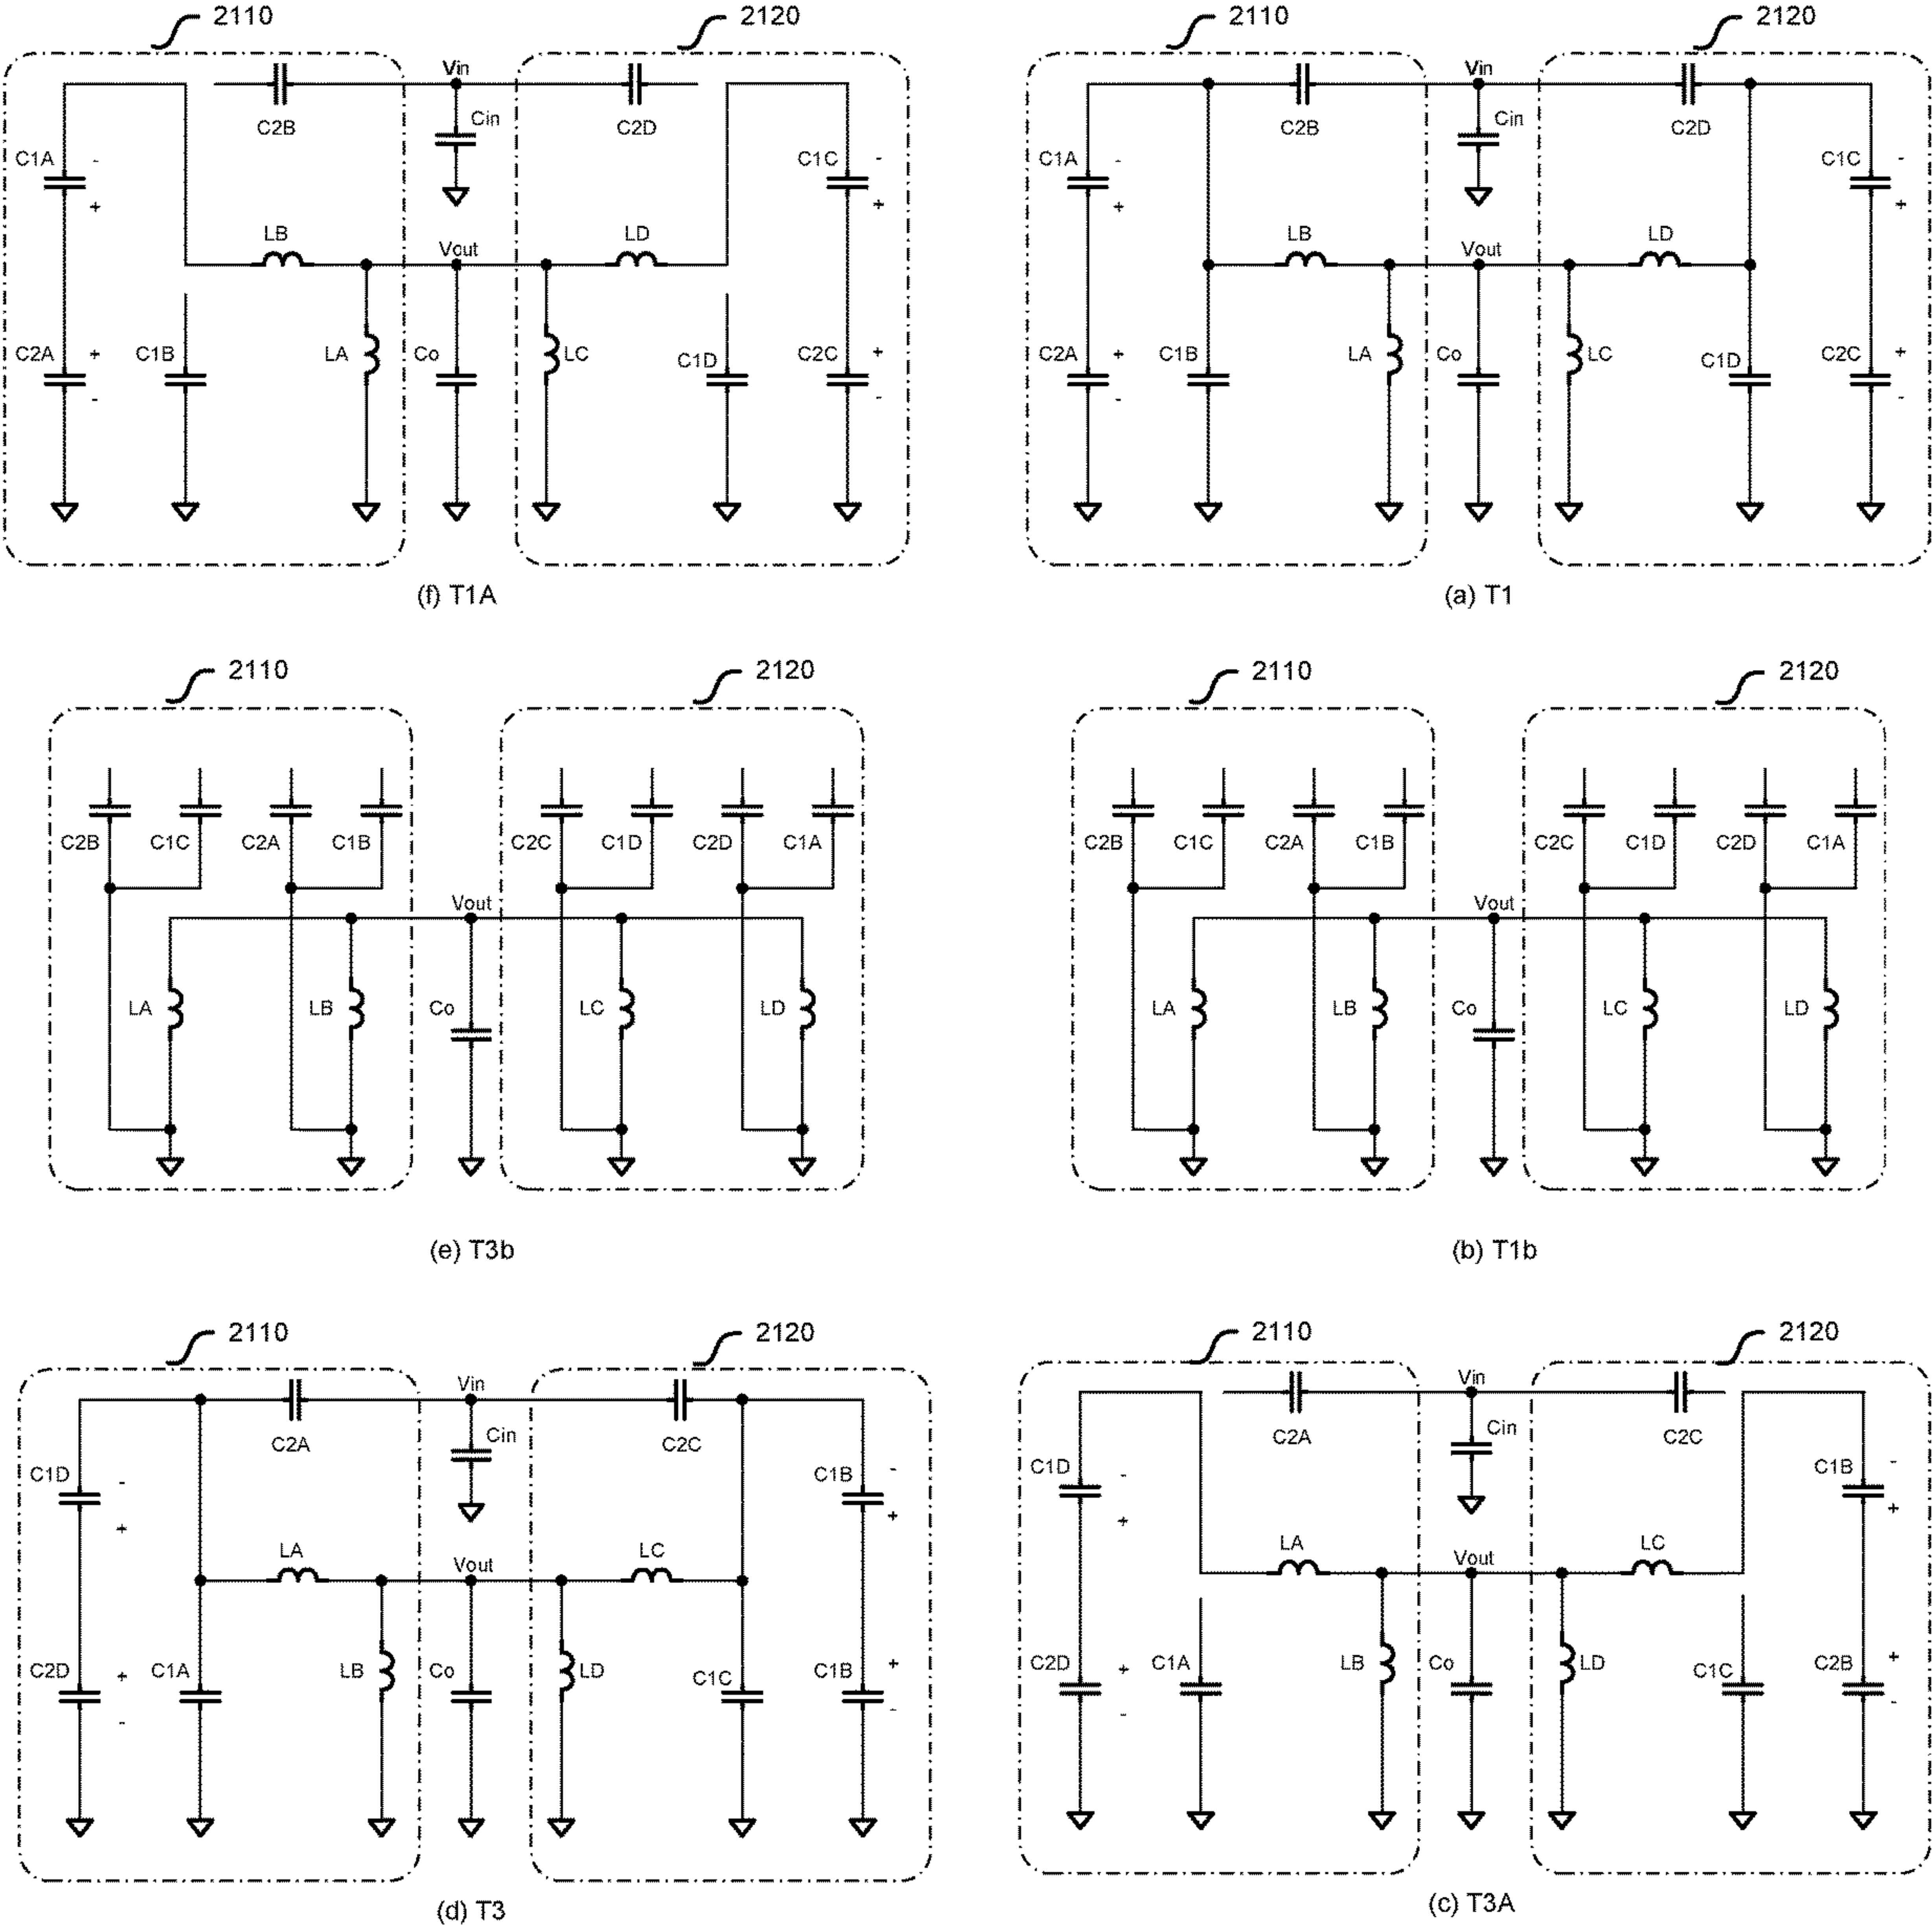 2110 2120
Vin
C2B Cin C2D
C1A - C1C -
+ +
LB Vout LD
C2A + C1B LA Co LC C1D C2C +
- -
(f) T1A
2110 2120
Vin
C2B Cin C2D
C1A - C1C -
+ +
LB Vout LD
C2A + C1B LA Co LC C1D C2C +
- -
(a) T1
2110 2120
C2B C1C C2A C1B C2C C1D C2D C1A
Vout
LA LB Co LC LD
(e) T3b
2110 2120
C2B C1C C2A C1B C2C C1D C2D C1A
Vout
LA LB Co LC LD
(b) T1b
2110 2120
Vin
C2A Cin C2C
C1D - C1B -
+ +
LA Vout LC
C2D + C1A LB Co LD C1C C1B +
- -
(d) T3
2110 2120
Vin
C2A Cin C2C
C1D - C1B -
+ +
LA Vout LC
C2D + C1A LB Co LD C1C C2B +
- -
(c) T3A